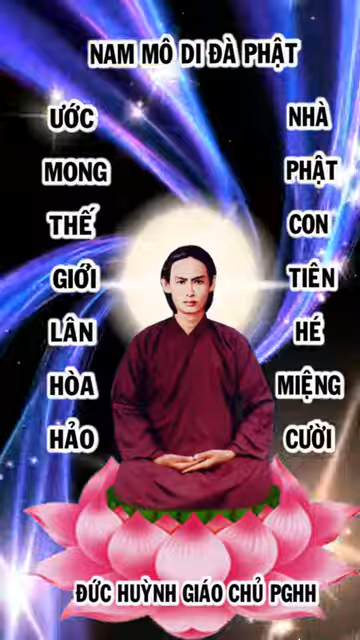 NAM MÔ DI ĐÀ PHẬT
ƯỚC
MONG
THẾ
GIỚI
LÂN
HÒA
HẢO
NHÀ
PHẬT
CON
TIÊN
HÉ
MIỆNG
CƯỜI
ĐỨC HUỲNH GIÁO CHỦ PGHH